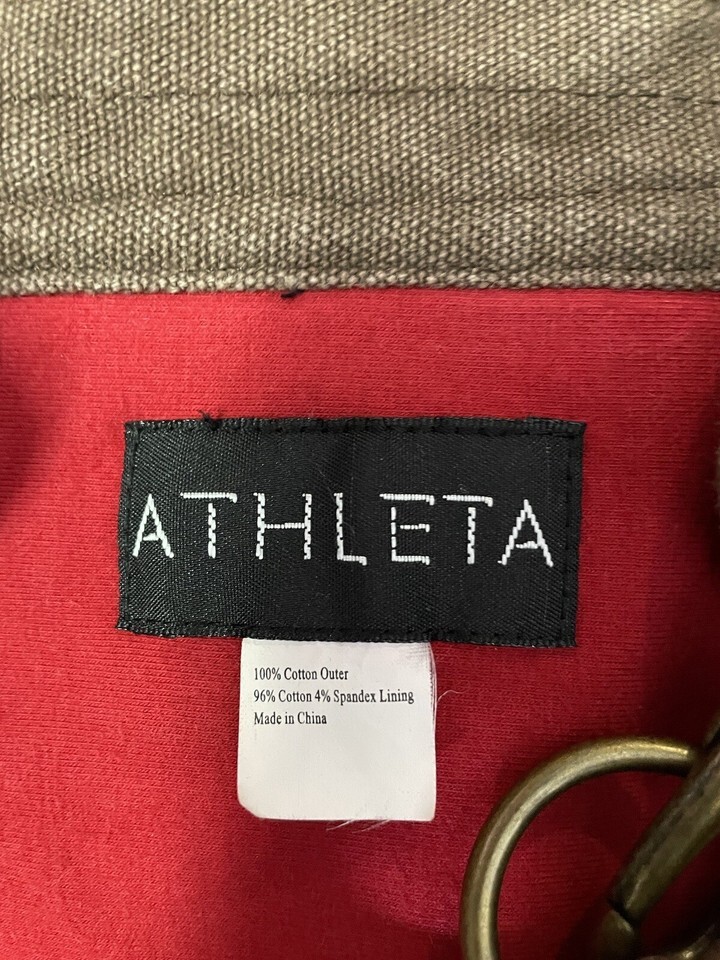 ATHLETA
100% Cotton Outer
96% Cotton 4% Spandex Lining
Made in China